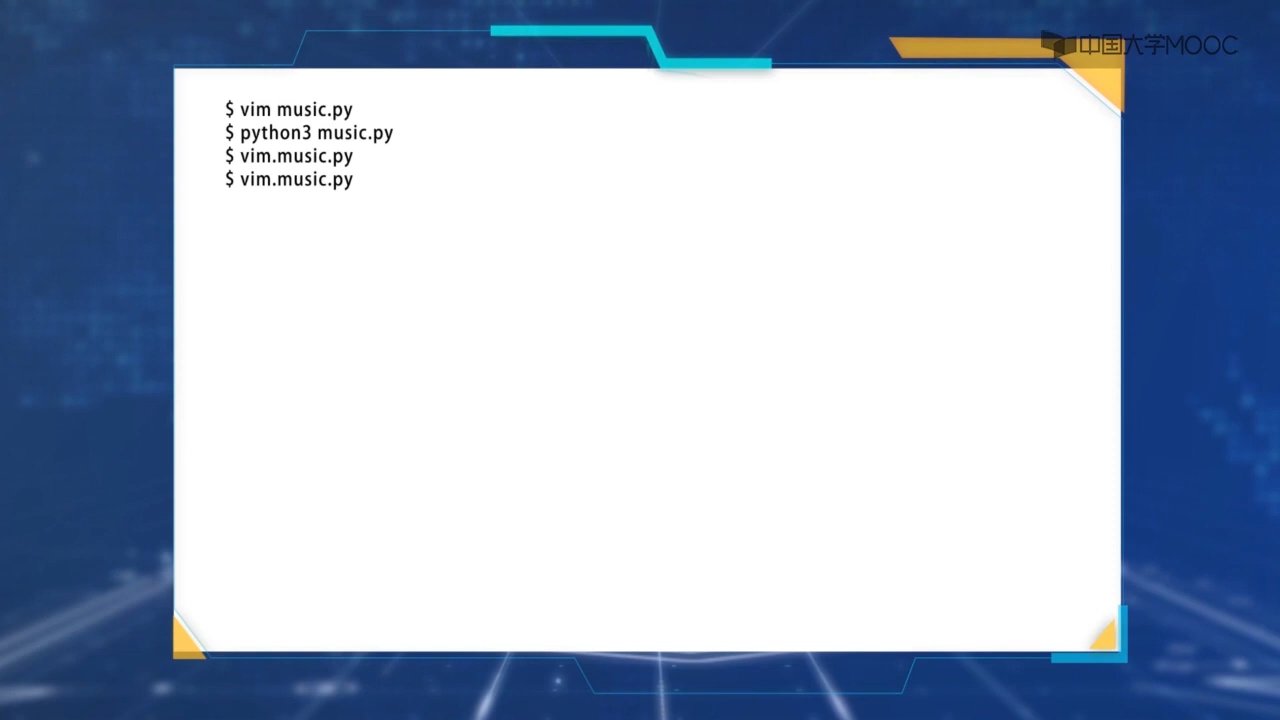 中国大学MOOC
$ vim music.py
$ python3 music.py
$ vim.music.py
$ vim.music.py